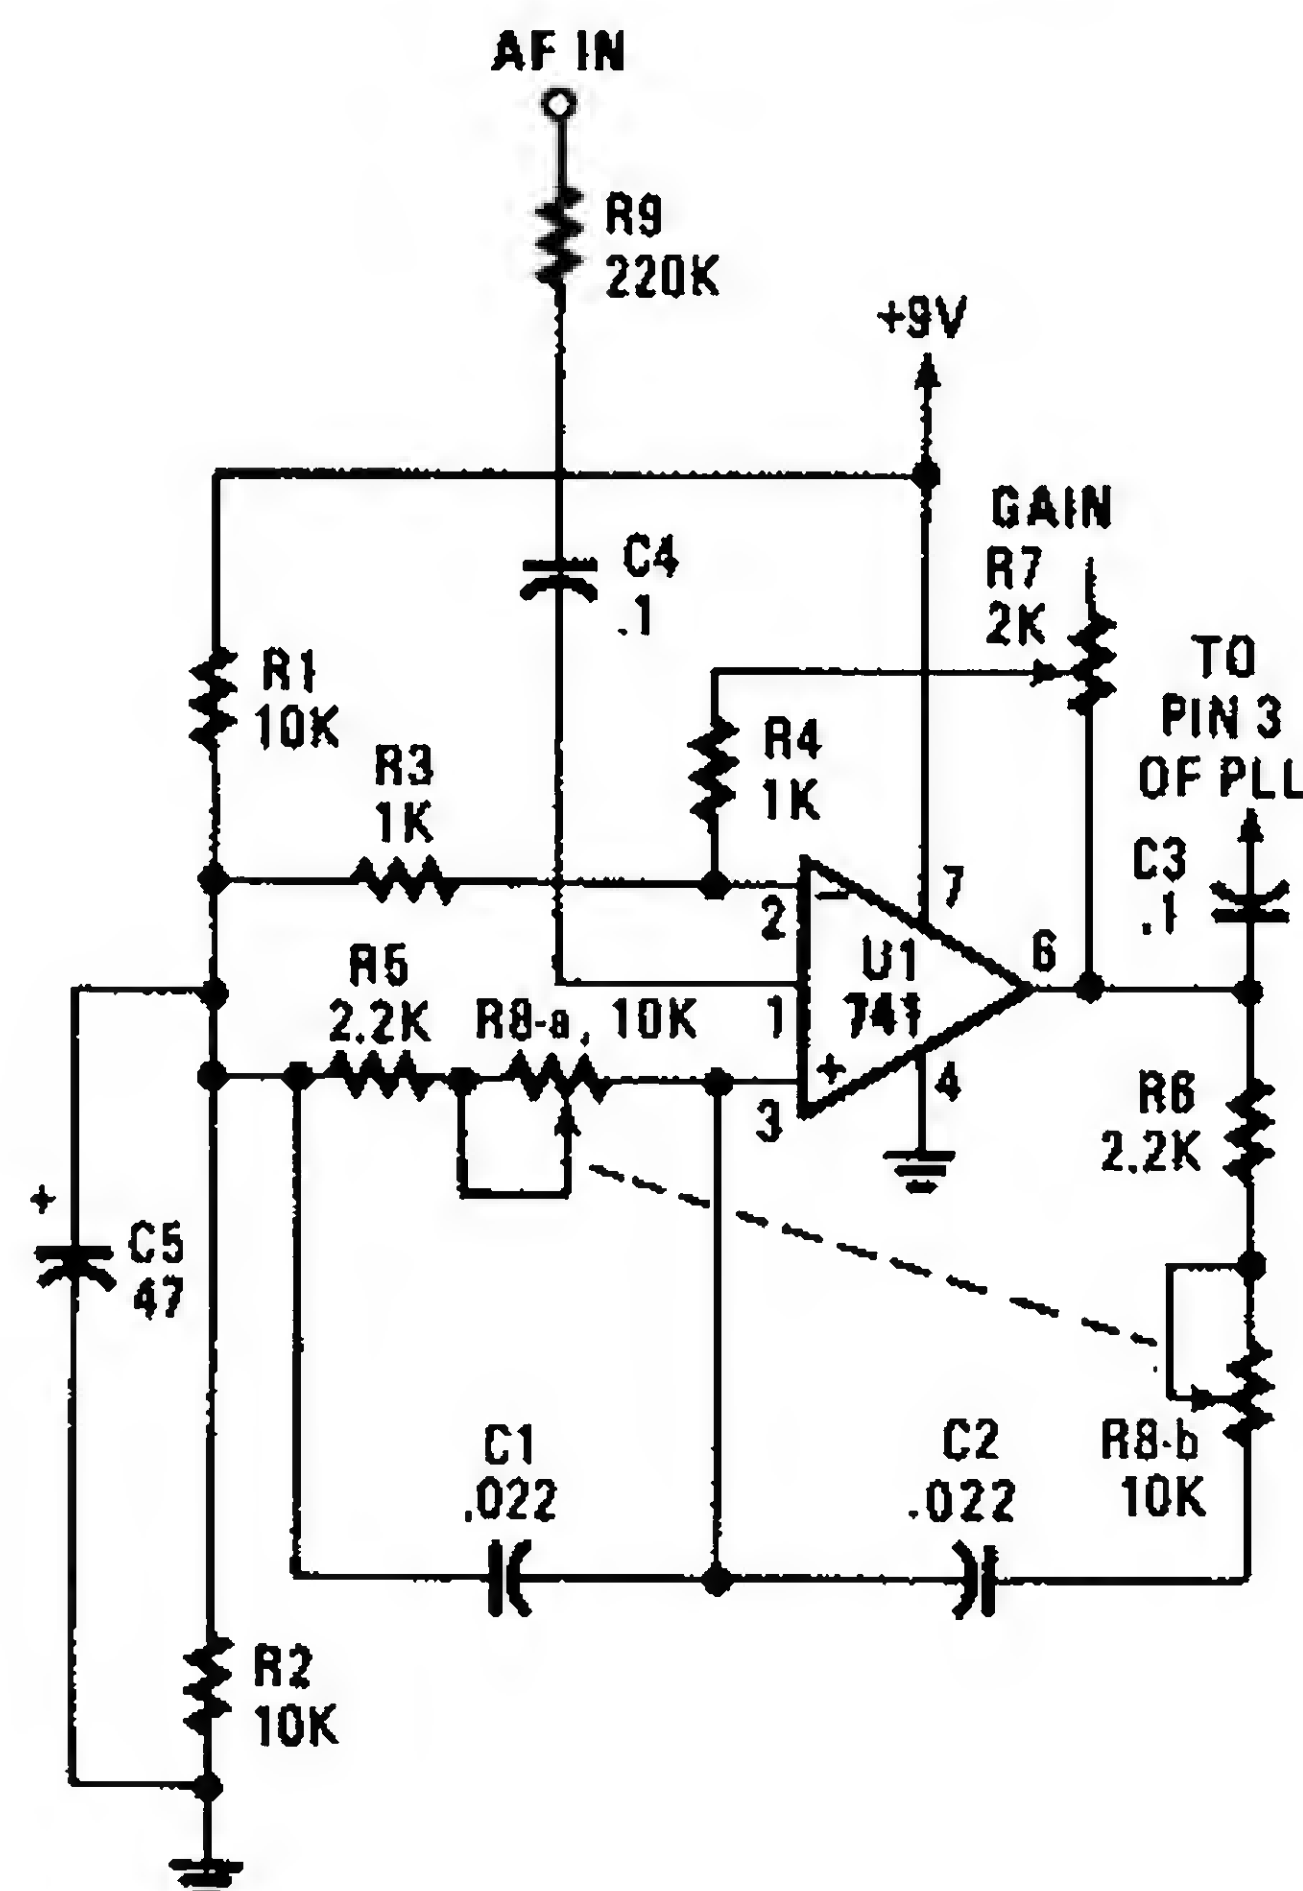 AF IN
R9
220K
+9V
GAIN
R7
2K
C4
.1
TO
PIN 3
OF PLL
R1
10K
R3
1K
R4
1K
C3
.1
2
7
6
U1
741
R5
2.2K
R8-a, 10K
1
−
+
4
3
R6
2.2K
+
C5
47
C1
.022
C2
.022
R8-b
10K
R2
10K